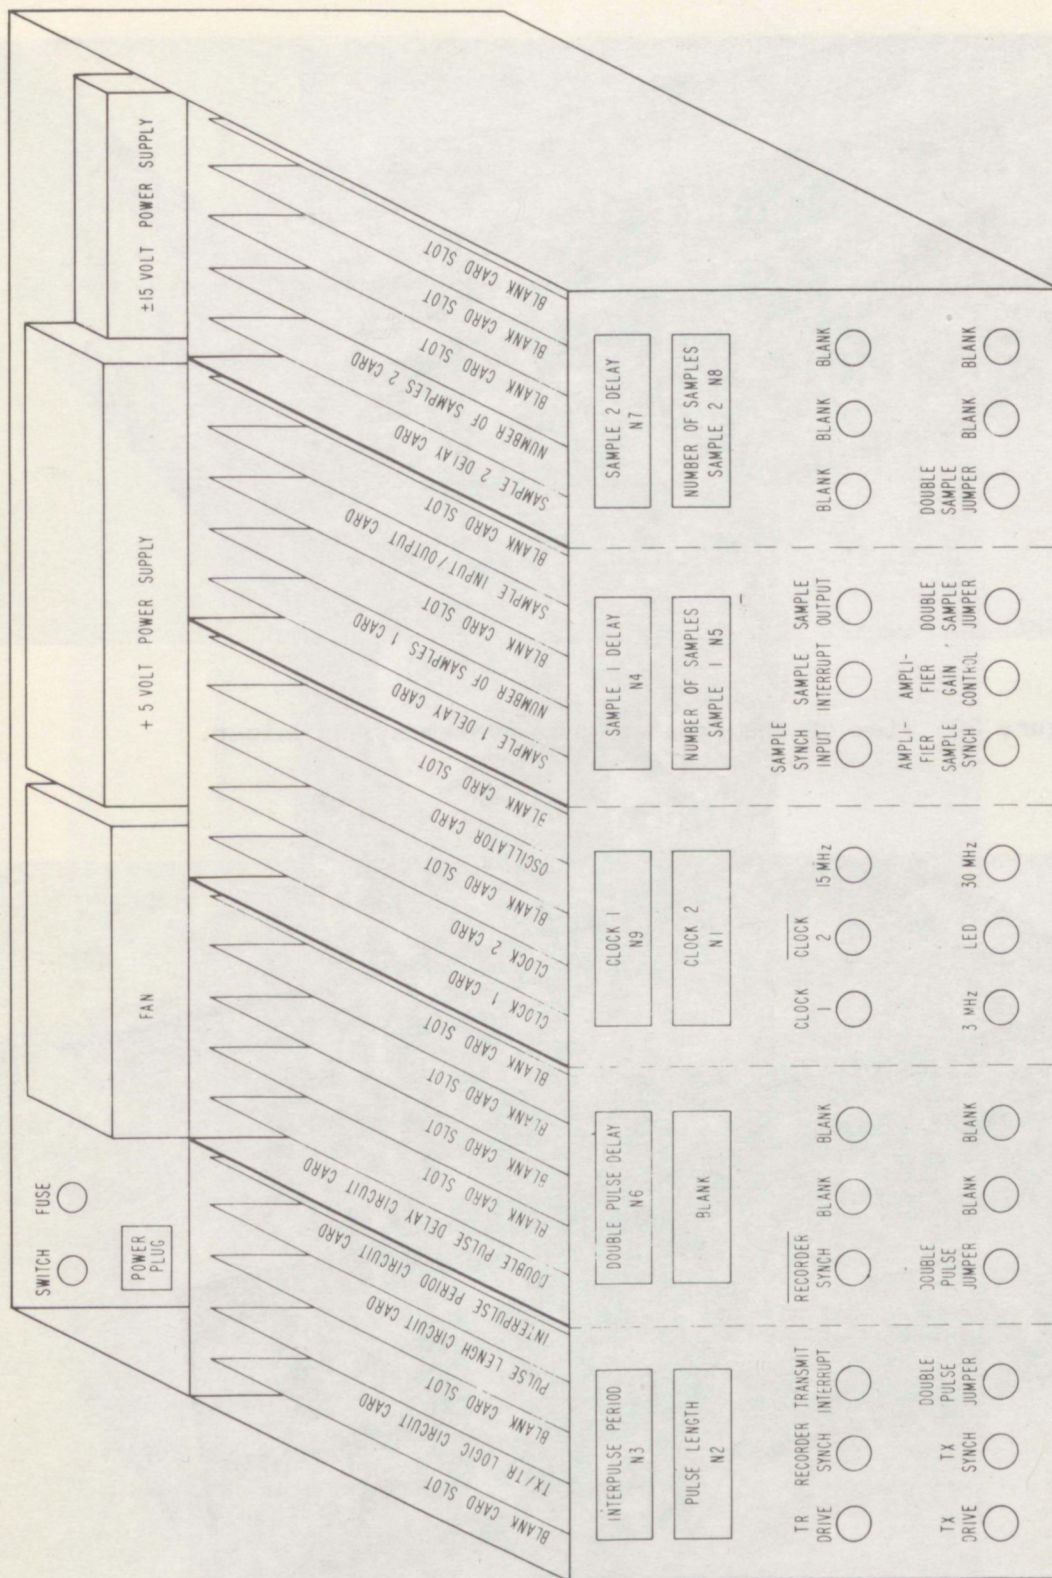 SWITCH
FUSE
POWER
PLUG
FAN
+ 5 VOLT POWER SUPPLY
±15 VOLT POWER SUPPLY
BLANK CARD SLOT
TX/TR LOGIC CIRCUIT CARD
BLANK CARD SLOT
PULSE LENGH CIRCUIT CARD
INTERPULSE PERIOD CIRCUIT CARD
DOUBLE PULSE DELAY CIRCUIT CARD
BLANK CARD SLOT
BLANK CARD SLOT
BLANK CARD SLOT
BLANK CARD SLOT
CLOCK 1 CARD
CLOCK 2 CARD
BLANK CARD SLOT
OSCILLATOR CARD
BLANK CARD SLOT
SAMPLE 1 DELAY CARD
NUMBER OF SAMPLES 1 CARD
BLANK CARD SLOT
SAMPLE INPUT/OUTPUT CARD
BLANK CARD SLOT
SAMPLE 2 DELAY CARD
NUMBER OF SAMPLES 2 CARD
BLANK CARD SLOT
BLANK CARD SLOT
BLANK CARD SLOT
INTERPULSE PERIOD
N3
PULSE LENGTH
N2
TR
DRIVE
RECORDER
SYNCH
TRANSMIT
INTERRUPT
TX
DRIVE
TX
SYNCH
DOUBLE
PULSE
JUMPER
DOUBLE PULSE DELAY
N6
BLANK
RECORDER
SYNCH
BLANK
BLANK
DOUBLE
PULSE
JUMPER
BLANK
BLANK
CLOCK 1
N9
CLOCK 2
N1
CLOCK
1
CLOCK
2
15 MHz
3 MHz
LED
30 MHz
SAMPLE 1 DELAY
N4
NUMBER OF SAMPLES
SAMPLE 1 N5
SAMPLE
SYNCH
INPUT
SAMPLE
INTERRUPT
SAMPLE
OUTPUT
AMPLI-
FIER
SAMPLE
SYNCH
AMPLI-
FIER
GAIN
CONTROL
DOUBLE
SAMPLE
JUMPER
SAMPLE 2 DELAY
N7
NUMBER OF SAMPLES
SAMPLE 2 N8
BLANK
BLANK
BLANK
DOUBLE
SAMPLE
JUMPER
BLANK
BLANK